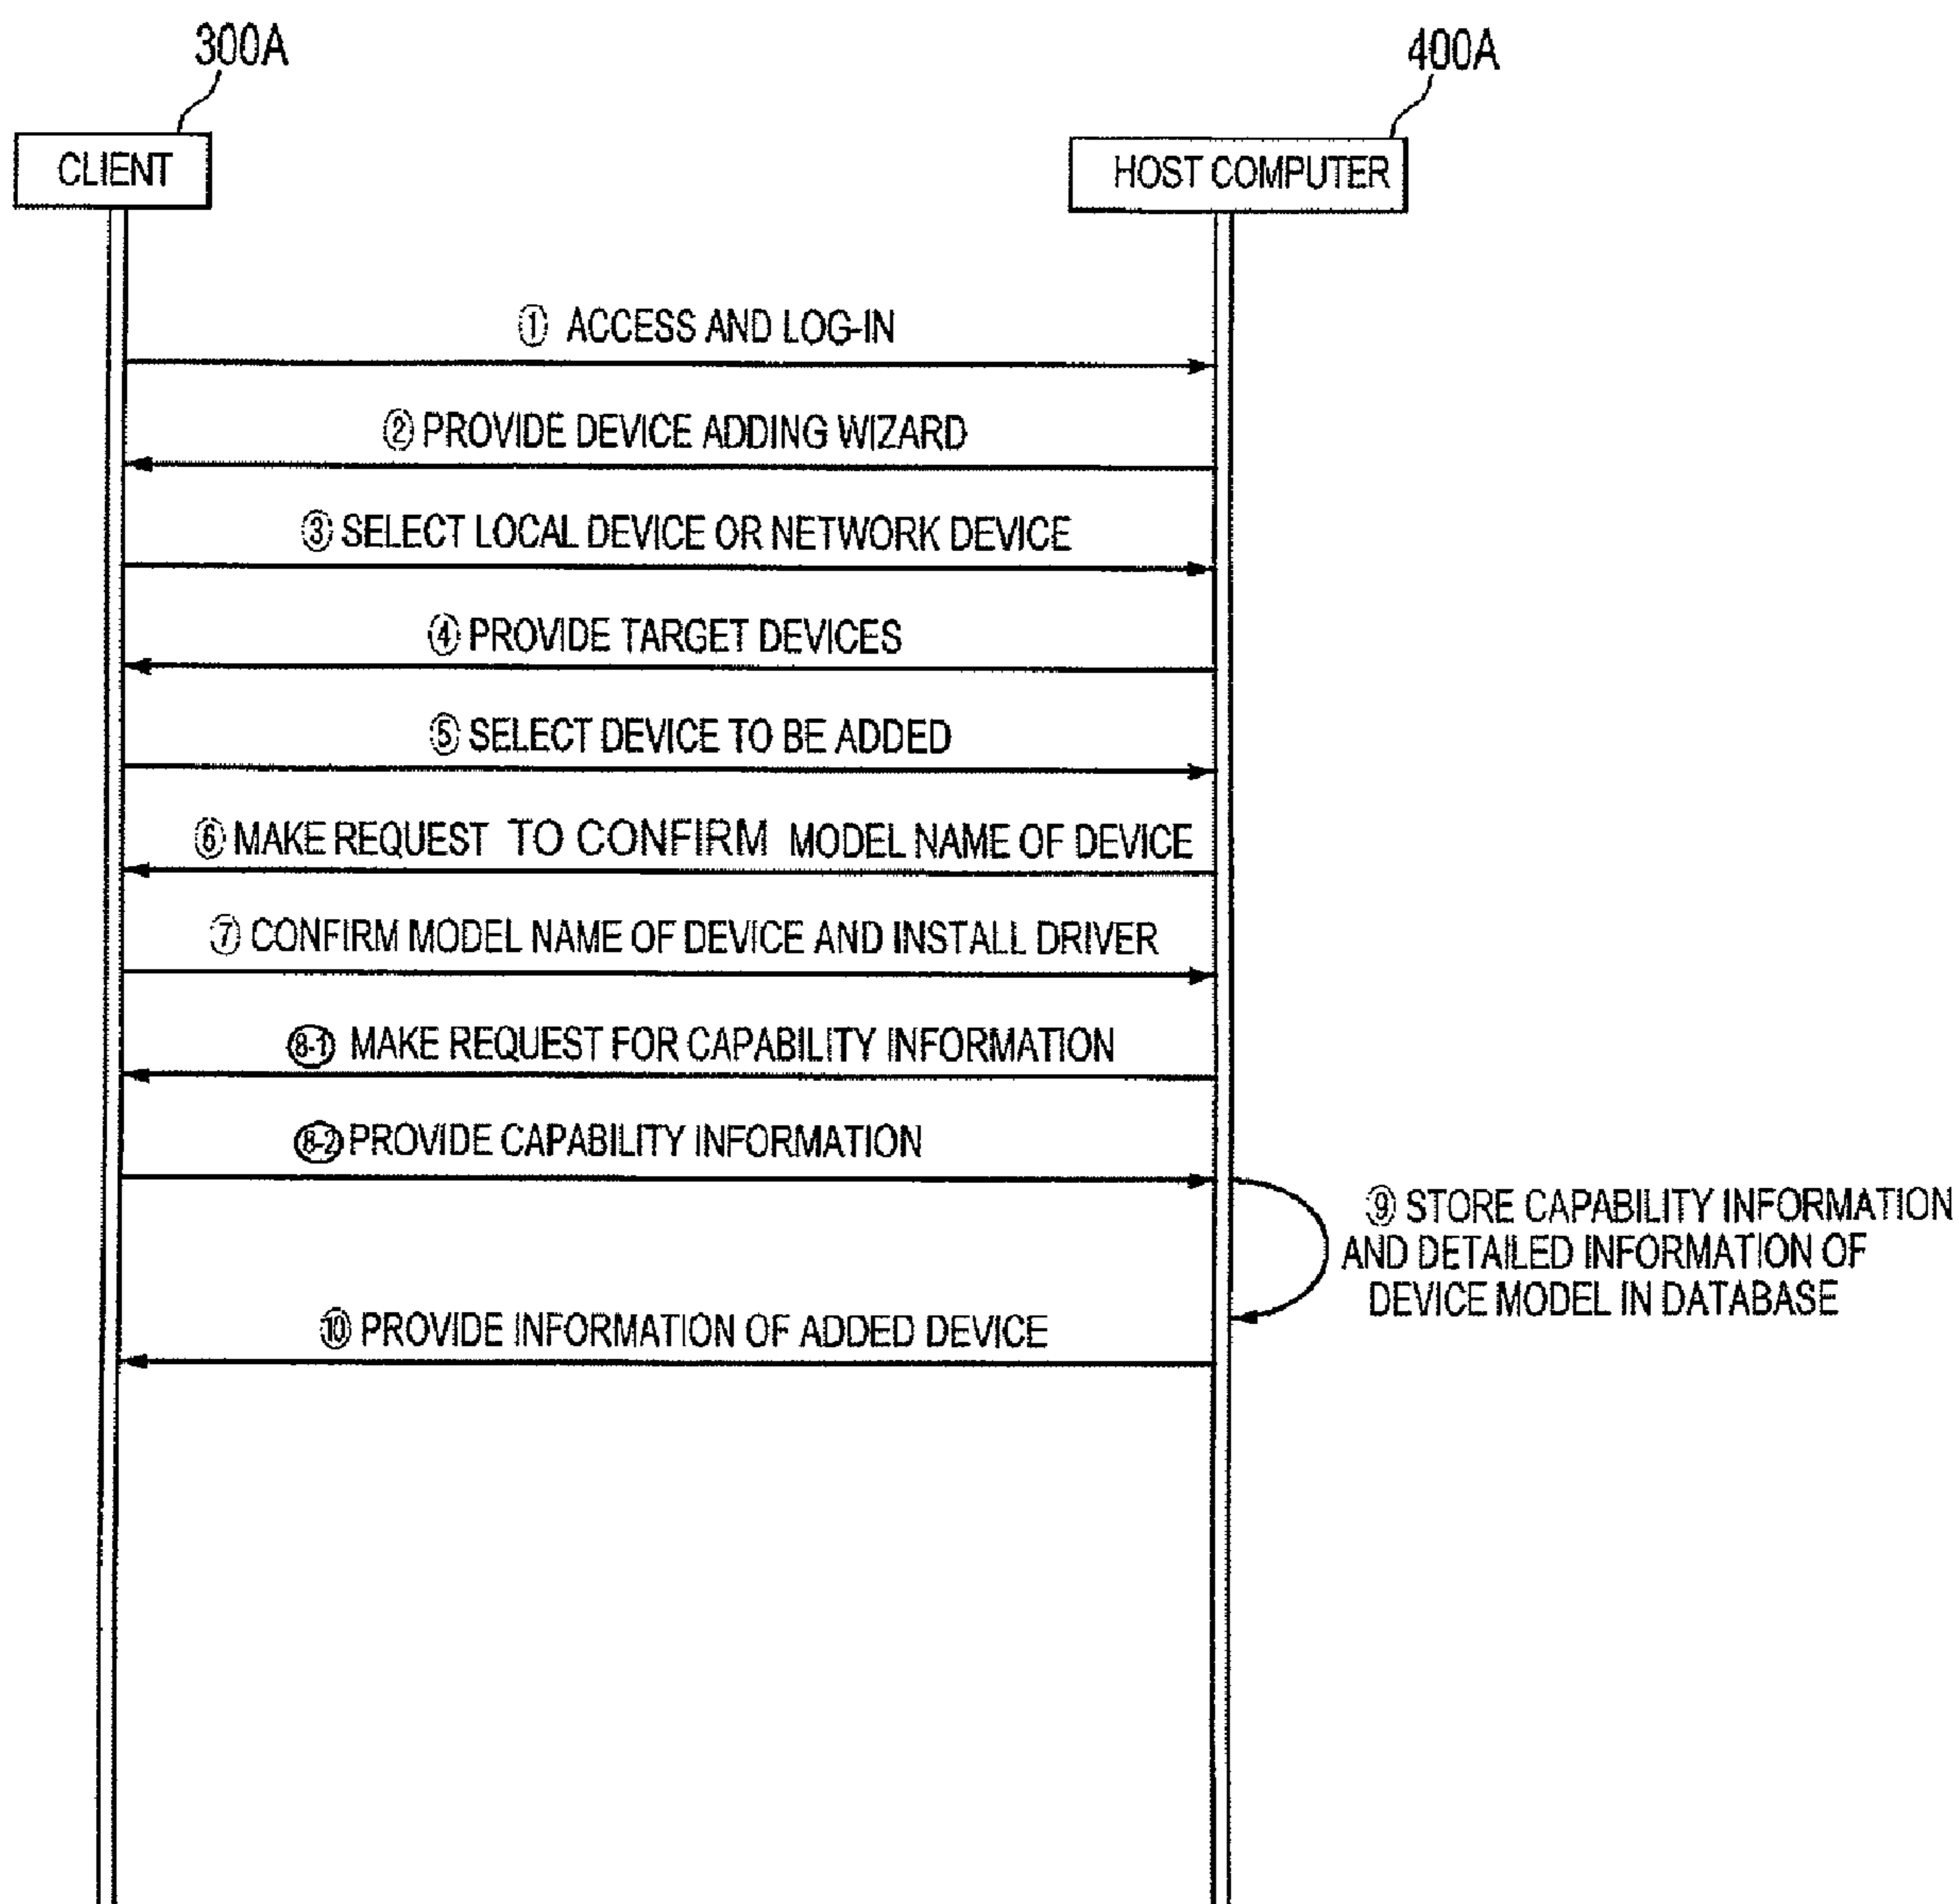 300A
400A
CLIENT
HOST COMPUTER
① ACCESS AND LOG-IN
② PROVIDE DEVICE ADDING WIZARD
③ SELECT LOCAL DEVICE OR NETWORK DEVICE
④ PROVIDE TARGET DEVICES
⑤ SELECT DEVICE TO BE ADDED
⑥ MAKE REQUEST TO CONFIRM MODEL NAME OF DEVICE
⑦ CONFIRM MODEL NAME OF DEVICE AND INSTALL DRIVER
8-1 MAKE REQUEST FOR CAPABILITY INFORMATION
8-2 PROVIDE CAPABILITY INFORMATION
⑨ STORE CAPABILITY INFORMATION
AND DETAILED INFORMATION OF
DEVICE MODEL IN DATABASE
⑩ PROVIDE INFORMATION OF ADDED DEVICE